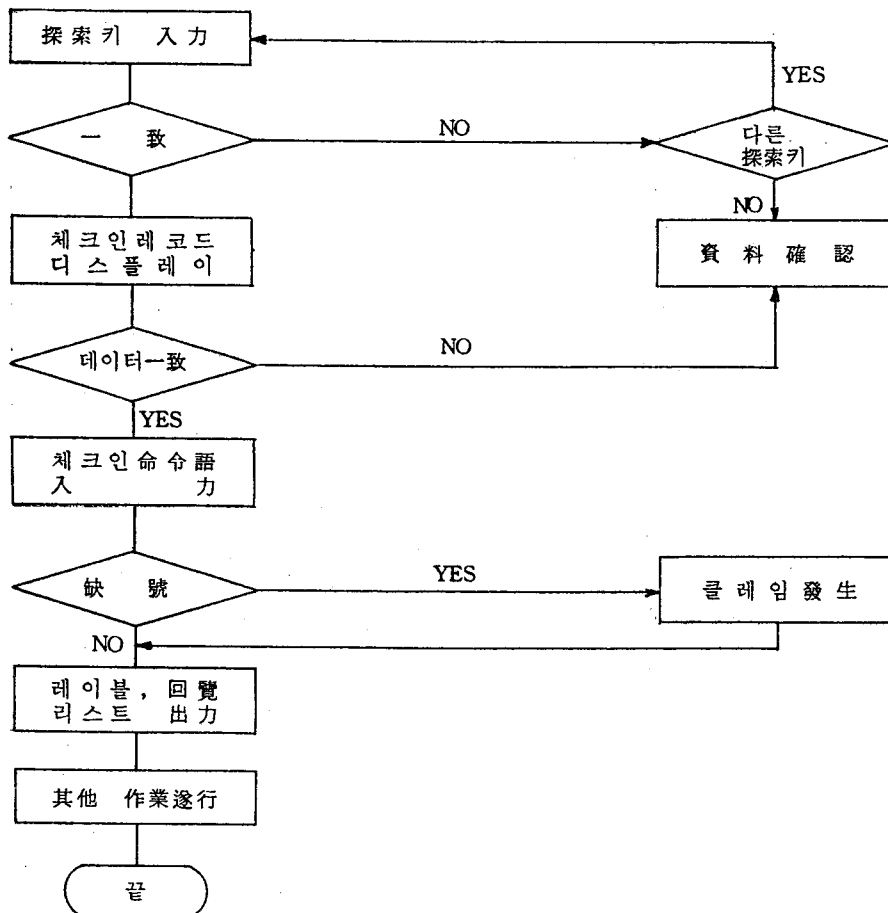 探索키 入力
YES
一 致
NO
다른
探索키
NO
체크인레코드
디스플레이
資料確認
데이터一致
NO
YES
체크인命令語
入 力
缺 號
YES
클레임發生
NO
레이블, 回覽
리스트 出力
其他 作業遂行
끝